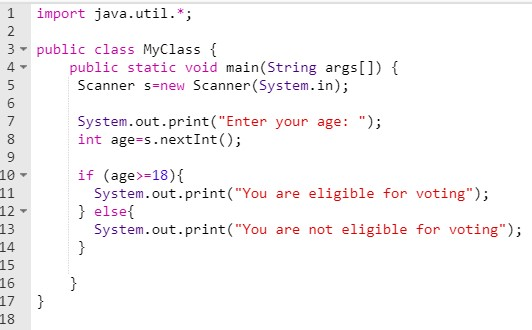 1 import java.util.*;
2
3 public class MyClass {
4 public static void main(String args[]) {
5 Scanner s=new Scanner(System.in);
6
7 System.out.print("Enter your age: ");
8 int age=s.nextInt();
9
10 if (age>=18){
11 System.out.print("You are eligible for voting");
12 } else{
13 System.out.print("You are not eligible for voting");
14 }
15
16 }
17 }
18